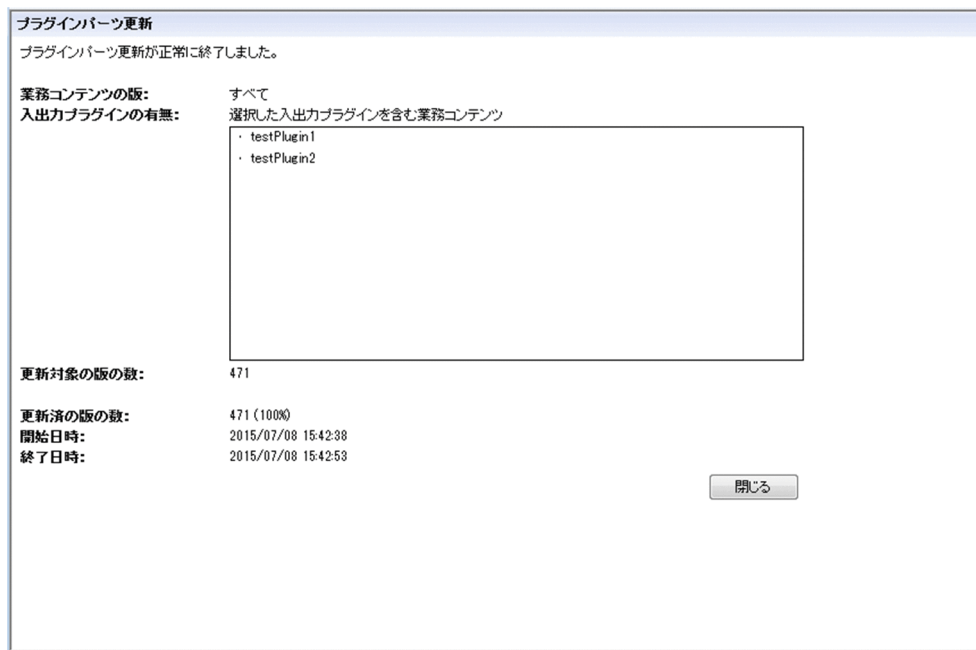 プラグインパーツ更新
プラグインパーツ更新が正常に終了しました。
業務コンテンツの版: すべて
入出力プラグインの有無: 選択した入出力プラグインを含む業務コンテンツ
・ testPlugin1
・ testPlugin2
更新対象の版の数: 471
更新済の版の数: 471 (100%)
開始日時: 2015/07/08 15:42:38
終了日時: 2015/07/08 15:42:53
閉じる